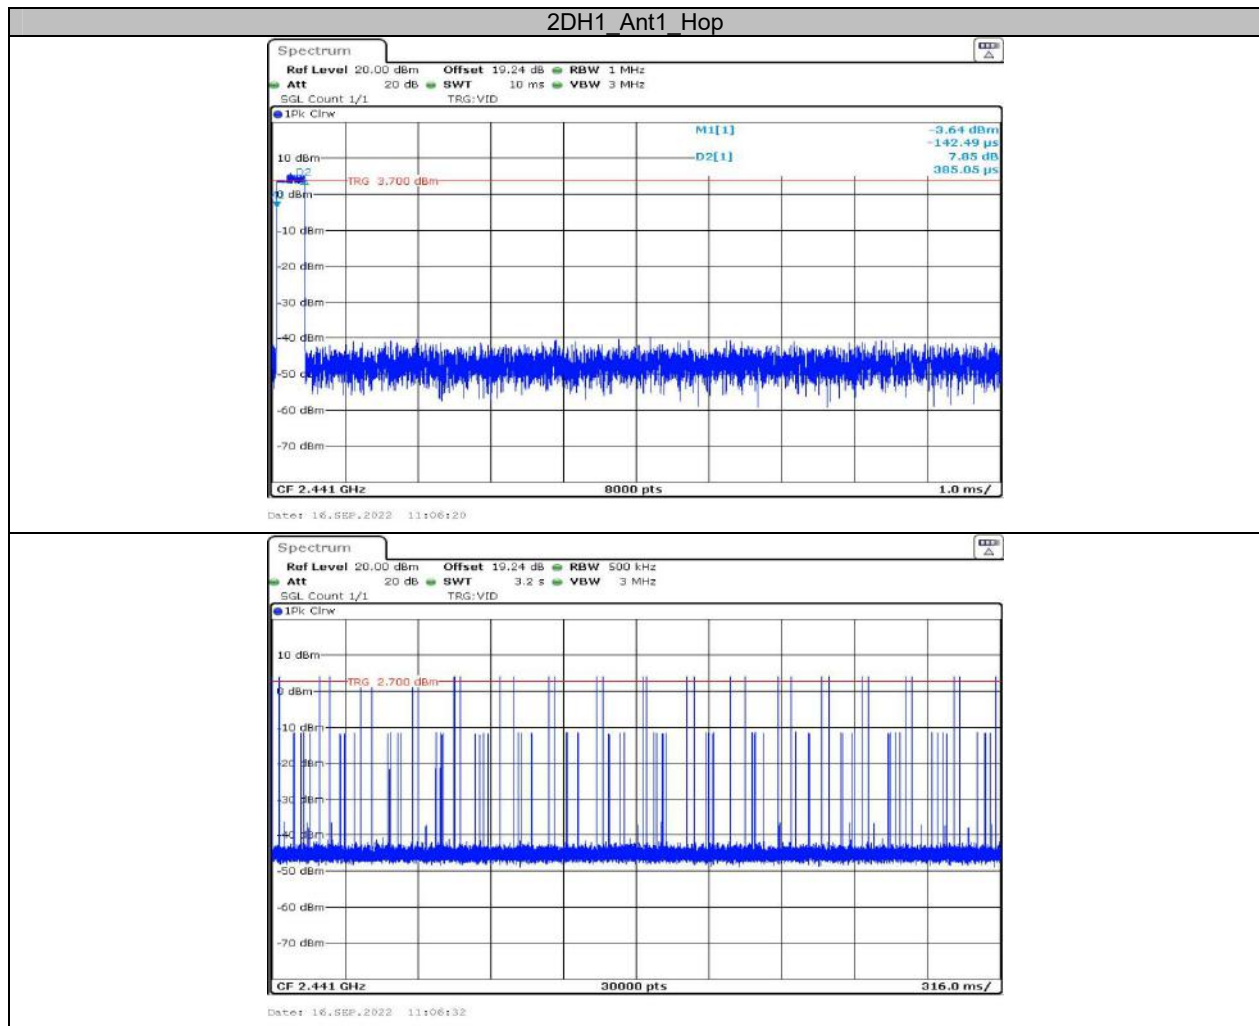 2DH1_Ant1_Hop
Spectrum
Ref Level 20.00 dBm Offset 19.24 dB RBW 1 MHz
Att 20 dB SWT 10 ms VBW 3 MHz
SGL Count 1/1 TRG:VID
1Pk Clrw
M1[1] -3.64 dBm
-142.49 µs
10 dBm D2[1] 7.85 dB
385.05 µs
D2
TRG 3.700 dBm
0 dBm
-10 dBm
-20 dBm
-30 dBm
-40 dBm
-50 d
-60 dBm
-70 dBm
CF 2.441 GHz 8000 pts 1.0 ms/
Date: 16.SEP.2022 11:06:20
Spectrum
Ref Level 20.00 dBm Offset 19.24 dB RBW 500 kHz
Att 20 dB SWT 3.2 s VBW 3 MHz
SGL Count 1/1 TRG:VID
1Pk Clrw
10 dBm
TRG 2.700 dBm
0 dBm
-10 dBm
-20 dBm
-30 dBm
-40 dBm
-50 dBm
-60 dBm
-70 dBm
CF 2.441 GHz 30000 pts 316.0 ms/
Date: 16.SEP.2022 11:06:32